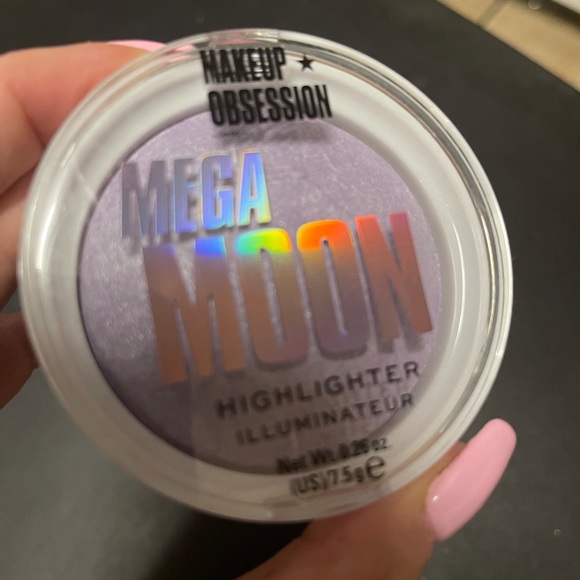 MAKEUP ★
OBSESSION
MEGA
MOON
HIGHLIGHTER
ILLUMINATEUR
Net Wt. 0.26 oz.
(US)/7.5g e